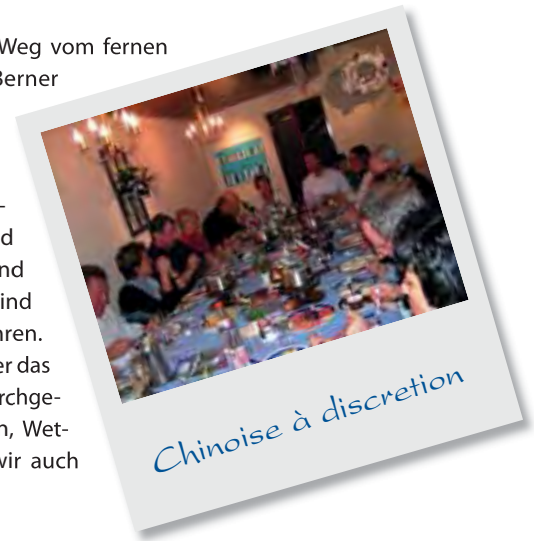 Weg vom fernen
Berner
-
d
nd
ind
hren.
er das
rchge-
n, Wet-
wir auch
Chinoise à discretion